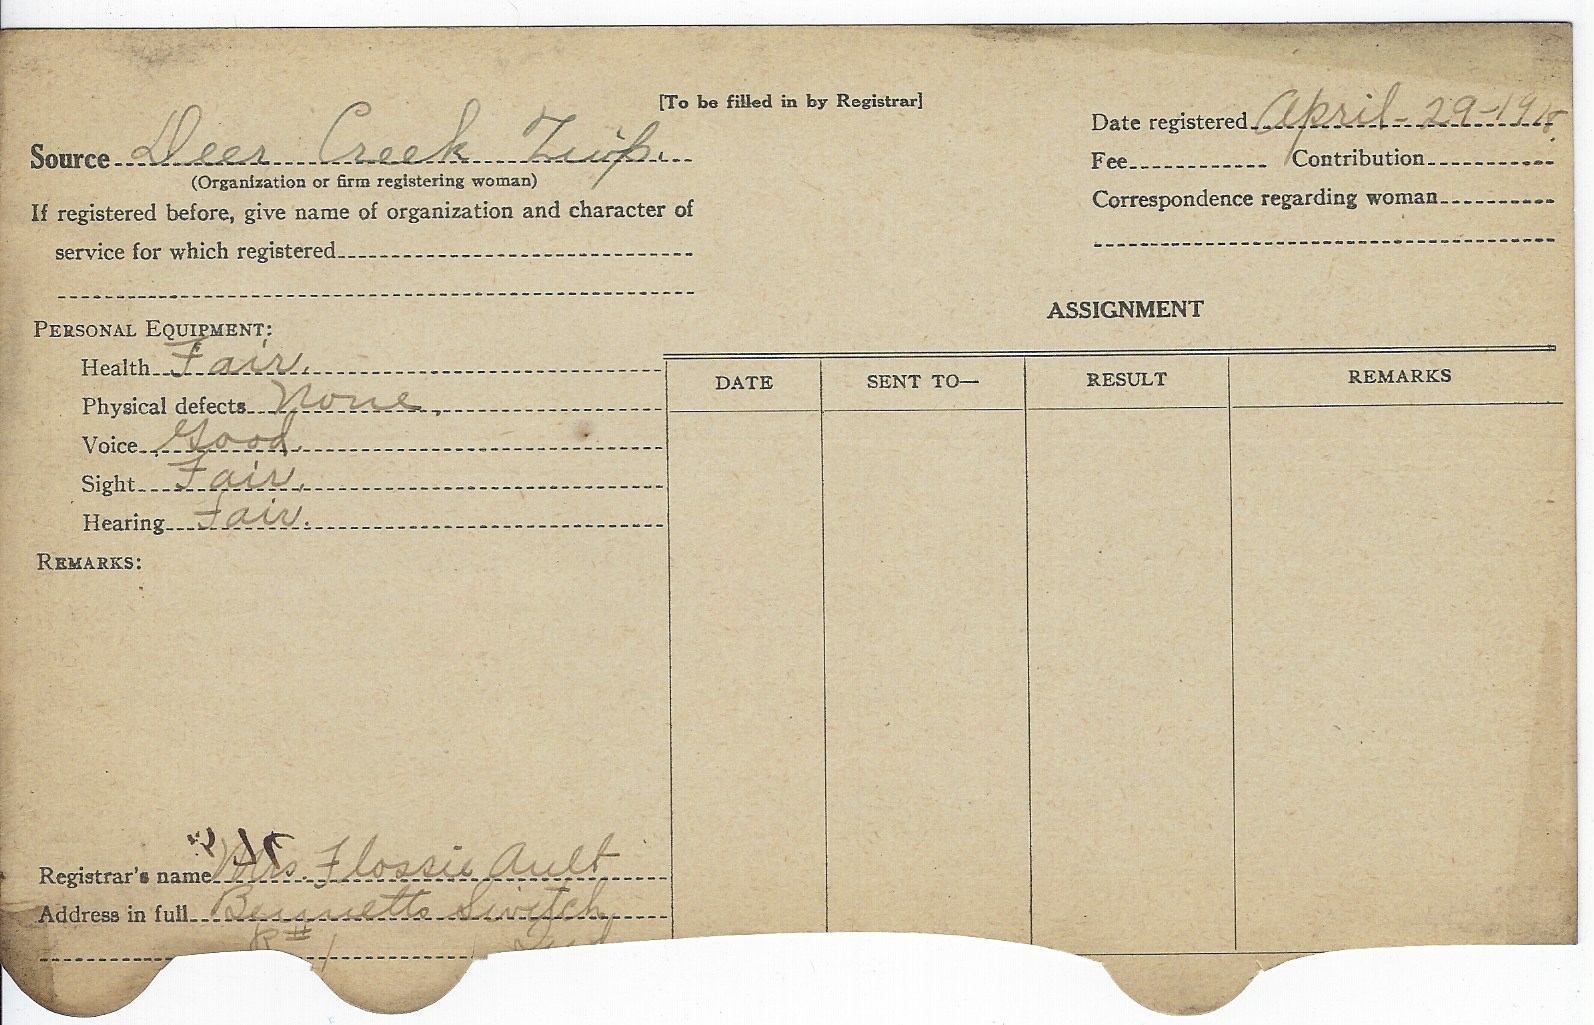 [To be filled in by Registrar]
Source Deer Creek Twp.
(Organization or firm registering woman)
If registered before, give name of organization and character of
service for which registered
Date registered April-29-1918.
Fee Contribution
Correspondence regarding woman
PERSONAL EQUIPMENT:
Health Fair.
Physical defects None.
Voice Good.
Sight Fair.
Hearing Fair.
REMARKS:
ASSIGNMENT
DATE SENT TO— RESULT REMARKS
Registrar's name Mrs. Flossie Ault
Address in full Bennetts Switch
R#1 Ind